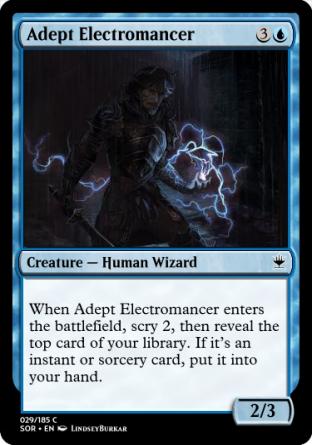 Adept Electromancer 3
Creature — Human Wizard
When Adept Electromancer enters
the battlefield, scry 2, then reveal the
top card of your library. If it's an
instant or sorcery card, put it into
your hand.
2/3
029/185 C
SOR • EN LINDSEYBURKAR